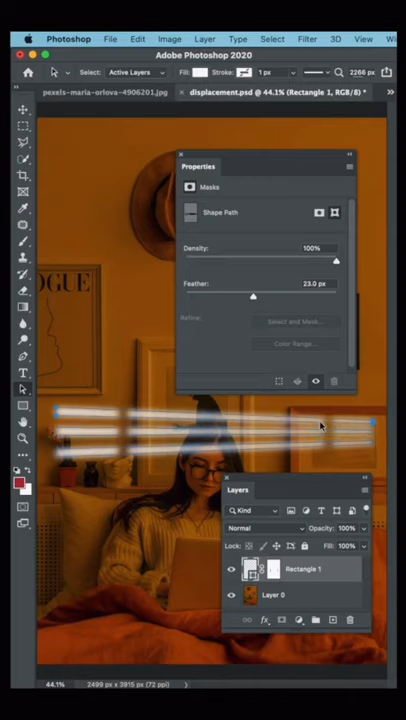 Photoshop File Edit Image Layer Type Select Filter 3D View
Adobe Photoshop 2020
Select: Active Layers Fill: Stroke: 1 px 2266 px
pexels-maria-orlova-4906201.jpg × displacement.psd @ 44.1% (Rectangle 1, RGB/8) *
Properties
Masks
Shape Path
Density: 100%
Feather: 23.0 px
Refine: Select and Mask...
Color Range...
OGUE
Layers
Kind
Normal Opacity: 100%
Lock: Fill: 100%
Rectangle 1
Layer 0
fx
44.1% 2499 px x 3915 px (72 ppi)